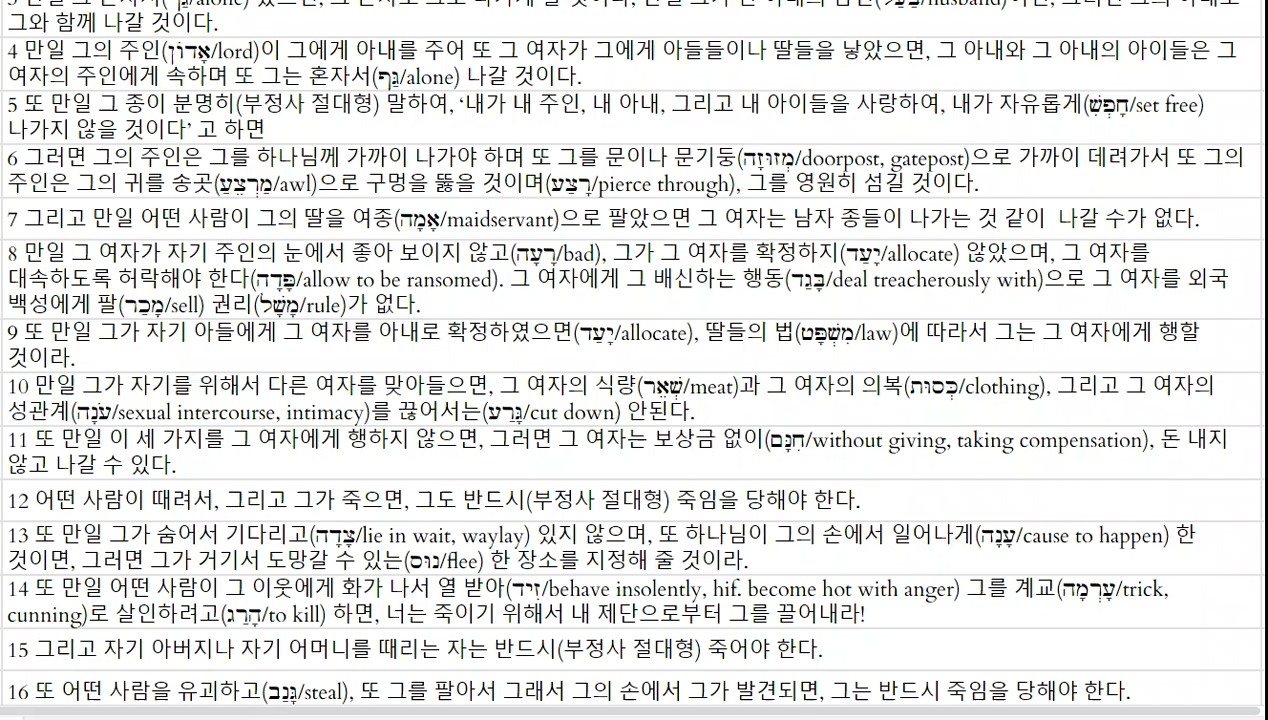 그와 함께 나갈 것이다.
4 만일 그의 주인(אָדוֹן/lord)이 그에게 아내를 주어 또 그 여자가 그에게 아들들이나 딸들을 낳았으면, 그 아내와 그 아내의 아이들은 그
여자의 주인에게 속하며 또 그는 혼자서(גַּף/alone) 나갈 것이다.
5 또 만일 그 종이 분명히(부정사 절대형) 말하여, ‘내가 내 주인, 내 아내, 그리고 내 아이들을 사랑하여, 내가 자유롭게(חָפְשִׁי/set free)
나가지 않을 것이다’ 고 하면
6 그러면 그의 주인은 그를 하나님께 가까이 나가야 하며 또 그를 문이나 문기둥(מְזוּזָה/doorpost, gatepost)으로 가까이 데려가서 또 그의
주인은 그의 귀를 송곳(מַרְצֵעַ/awl)으로 구멍을 뚫을 것이며(רָצַע/pierce through), 그를 영원히 섬길 것이다.
7 그리고 만일 어떤 사람이 그의 딸을 여종(אָמָה/maidservant)으로 팔았으면 그 여자는 남자 종들이 나가는 것 같이 나갈 수가 없다.
8 만일 그 여자가 자기 주인의 눈에서 좋아 보이지 않고(רָעָה/bad), 그가 그 여자를 확정하지(יָעַד/allocate) 않았으며, 그 여자를
대속하도록 허락해야 한다(פָּדָה/allow to be ransomed). 그 여자에게 그 배신하는 행동(בָּגַד/deal treacherously with)으로 그 여자를 외국
백성에게 팔(מָכַר/sell) 권리(מָשָׁל/rule)가 없다.
9 또 만일 그가 자기 아들에게 그 여자를 아내로 확정하였으면(יָעַד/allocate), 딸들의 법(מִשְׁפָּט/law)에 따라서 그는 그 여자에게 행할
것이라.
10 만일 그가 자기를 위해서 다른 여자를 맞아들으면, 그 여자의 식량(שְׁאֵר/meat)과 그 여자의 의복(כְּסוּת/clothing), 그리고 그 여자의
성관계(עֹנָה/sexual intercourse, intimacy)를 끊어서는(גָּרַע/cut down) 안된다.
11 또 만일 이 세 가지를 그 여자에게 행하지 않으면, 그러면 그 여자는 보상금 없이(חִנָּם/without giving, taking compensation), 돈 내지
않고 나갈 수 있다.
12 어떤 사람이 때려서, 그리고 그가 죽으면, 그도 반드시(부정사 절대형) 죽임을 당해야 한다.
13 또 만일 그가 숨어서 기다리고(צָדָה/lie in wait, waylay) 있지 않으며, 또 하나님이 그의 손에서 일어나게(עָנָה/cause to happen) 한
것이면, 그러면 그가 거기서 도망갈 수 있는(נוּס/flee) 한 장소를 지정해 줄 것이라.
14 또 만일 어떤 사람이 그 이웃에게 화가 나서 열 받아(זִיד/behave insolently, hif. become hot with anger) 그를 계교(עָרְמָה/trick,
cunning)로 살인하려고(הָרַג/to kill) 하면, 너는 죽이기 위해서 내 제단으로부터 그를 끌어내라!
15 그리고 자기 아버지나 자기 어머니를 때리는 자는 반드시(부정사 절대형) 죽어야 한다.
16 또 어떤 사람을 유괴하고(גָּנַב/steal), 또 그를 팔아서 그래서 그의 손에서 그가 발견되면, 그는 반드시 죽임을 당해야 한다.